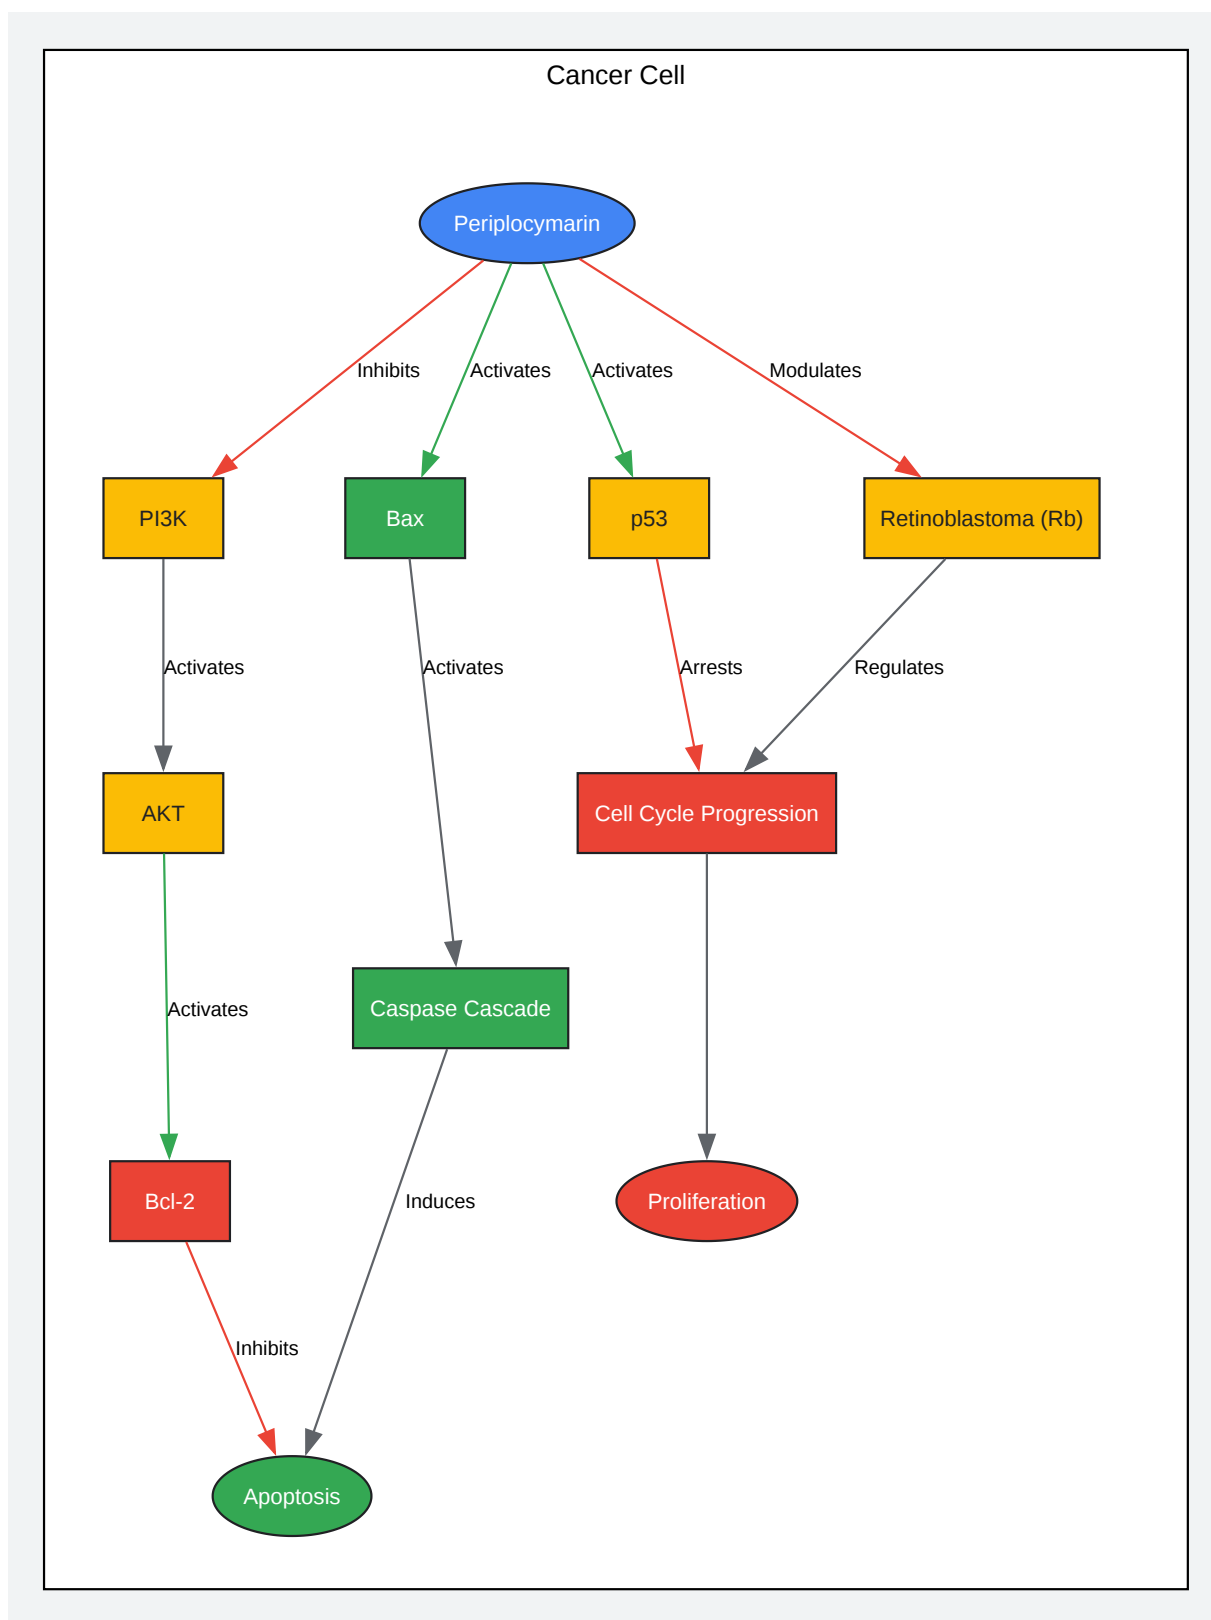 Cancer Cell
Periplocymarin
Inhibits
Activates
Activates
Modulates
PI3K
Bax
p53
Retinoblastoma (Rb)
Activates
Activates
Arrests
Regulates
AKT
Cell Cycle Progression
Activates
Caspase Cascade
Bcl-2
Induces
Proliferation
Inhibits
Apoptosis